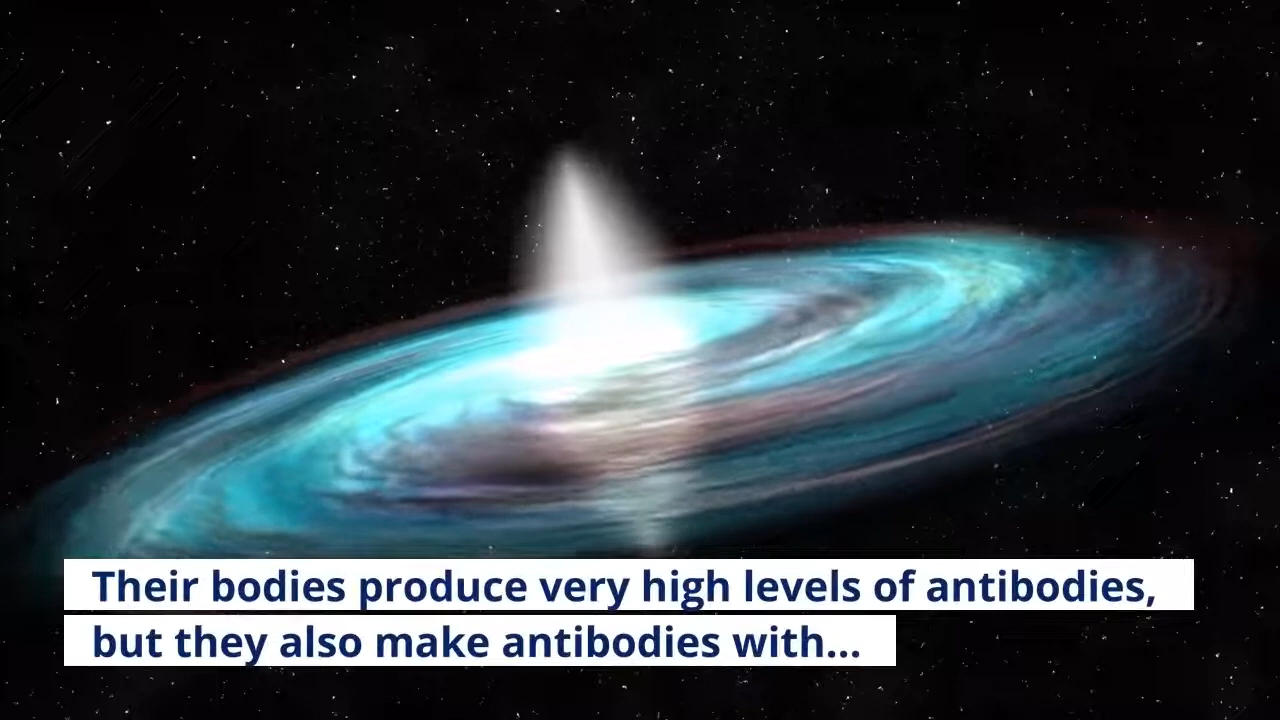 Their bodies produce very high levels of antibodies,
but they also make antibodies with...